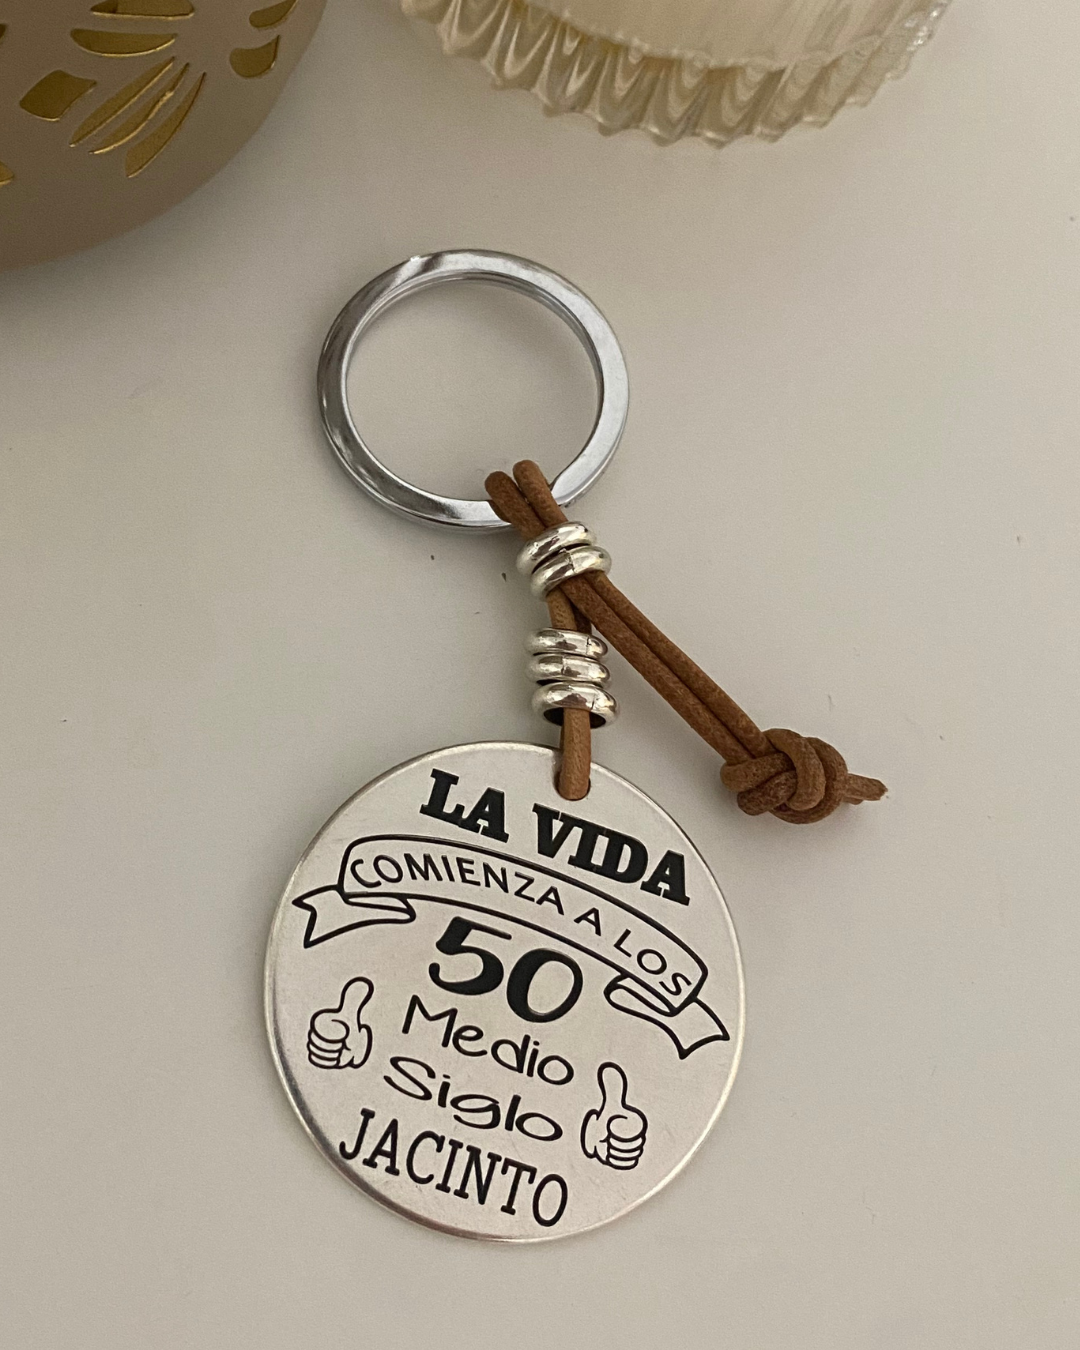 LA VIDA
COMIENZA A LOS
50
Medio
Siglo
JACINTO